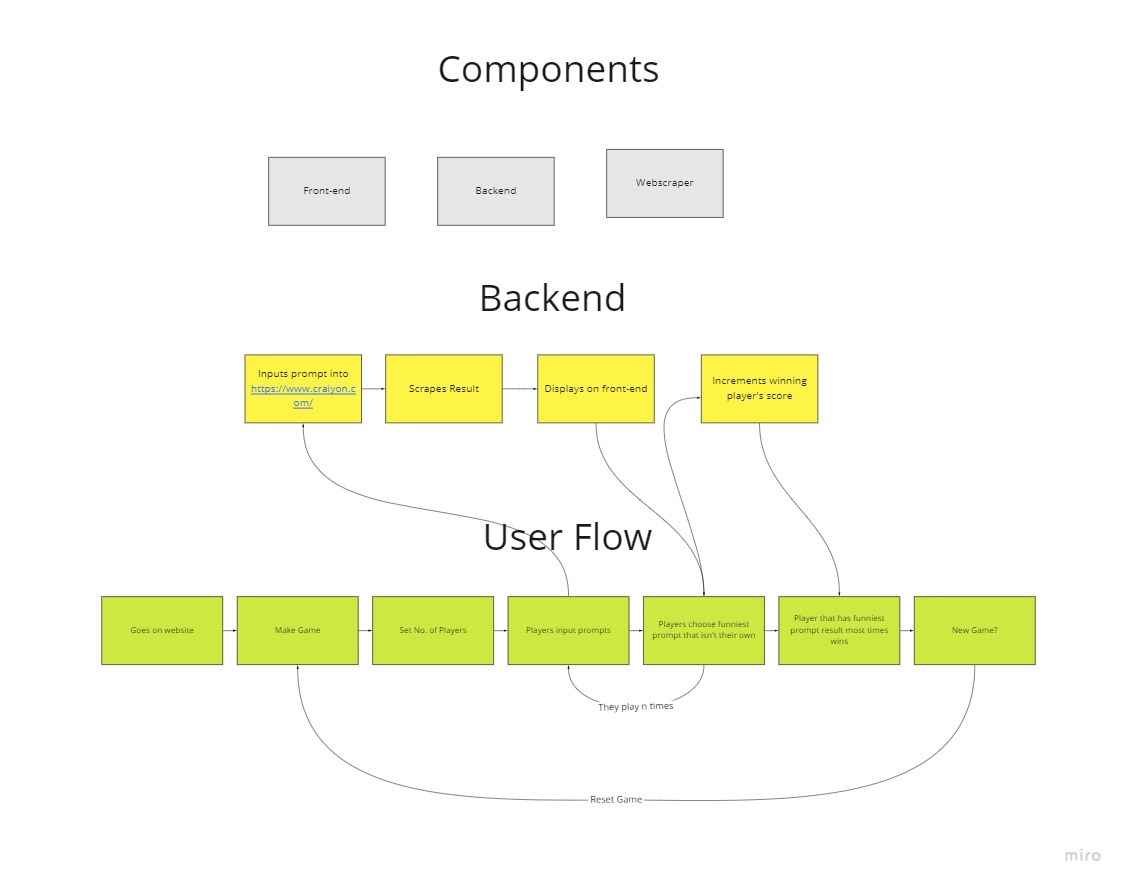 Components
Front-end
Backend
Webscraper
Backend
Inputs prompt into
https://www.craiyon.c
om/
Scrapes Result
Displays on front-end
Increments winning
player's score
User Flow
Goes on website
Make Game
Set No. of Players
Players input prompts
Players choose funniest
prompt that isn't their own
Player that has funniest
prompt result most times
wins
New Game?
They play n times
Reset Game
miro